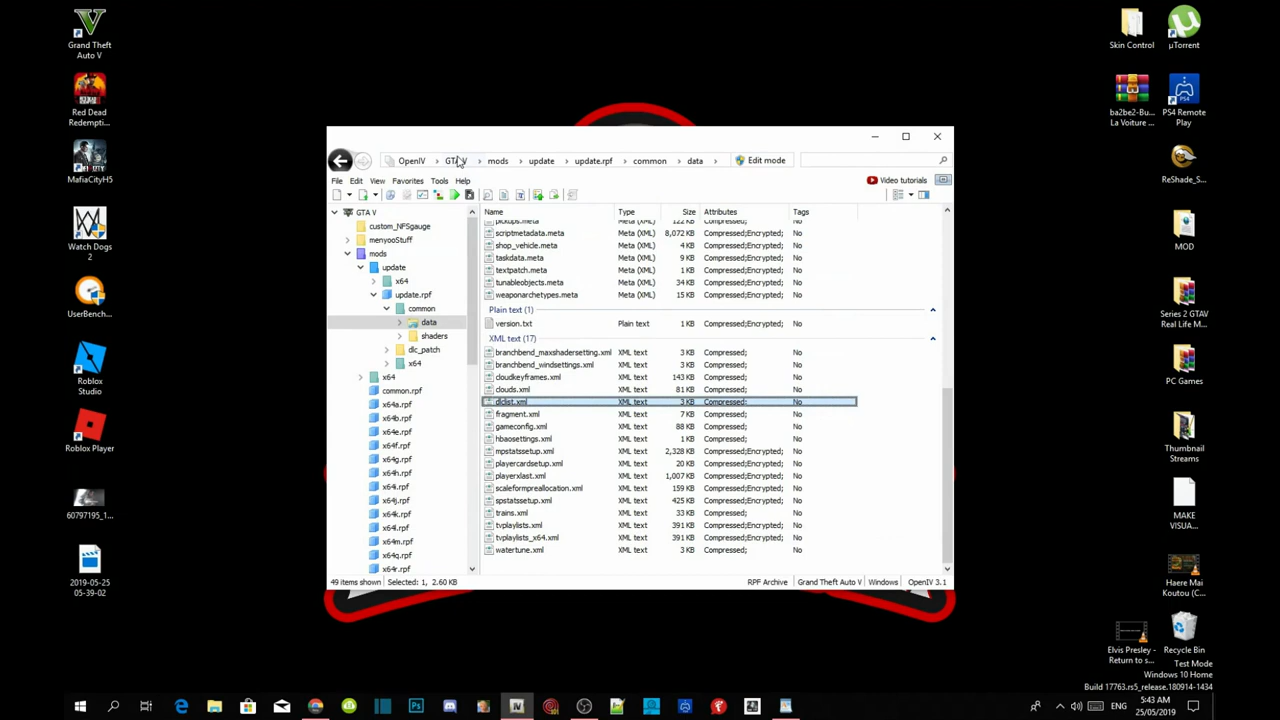 Grand Theft
Auto V
Red Dead
Redemptio...
MafiaCityH5
Watch Dogs
2
UserBench...
Roblox
Studio
Roblox Player
60797195_1...
2019-05-25
05-39-02
OpenIV
GTA V
mods
update
update.rpf
common
data
Edit mode
File Edit View Favorites Tools Help
Video tutorials
GTA V
custom_NFSgauge
menyooStuff
mods
update
x64
update.rpf
common
data
shaders
dlc_patch
x64
x64
common.rpf
x64a.rpf
x64b.rpf
x64e.rpf
x64f.rpf
x64g.rpf
x64h.rpf
x64i.rpf
x64j.rpf
x64k.rpf
x64l.rpf
x64m.rpf
x64q.rpf
x64r.rpf
Name Type Size Attributes Tags
pickups.meta Meta (XML) 122 KB Compressed;Encrypted; No
scriptmetadata.meta Meta (XML) 8,072 KB Compressed;Encrypted; No
shop_vehicle.meta Meta (XML) 4 KB Compressed;Encrypted; No
taskdata.meta Meta (XML) 9 KB Compressed;Encrypted; No
textpatch.meta Meta (XML) 1 KB Compressed;Encrypted; No
tunableobjects.meta Meta (XML) 34 KB Compressed;Encrypted; No
weaponarchetypes.meta Meta (XML) 15 KB Compressed;Encrypted; No
Plain text (1)
version.txt Plain text 1 KB Compressed;Encrypted; No
XML text (17)
branchbend_maxshadersetting.xml XML text 3 KB Compressed; No
branchbend_windsettings.xml XML text 3 KB Compressed; No
cloudkeyframes.xml XML text 143 KB Compressed; No
clouds.xml XML text 81 KB Compressed; No
dlclist.xml XML text 3 KB Compressed; No
fragment.xml XML text 7 KB Compressed; No
gameconfig.xml XML text 88 KB Compressed; No
hbaosettings.xml XML text 1 KB Compressed; No
mpstatssetup.xml XML text 2,328 KB Compressed;Encrypted; No
playercardsetup.xml XML text 20 KB Compressed;Encrypted; No
playerxlast.xml XML text 1,007 KB Compressed;Encrypted; No
scaleformpreallocation.xml XML text 159 KB Compressed;Encrypted; No
spstatssetup.xml XML text 425 KB Compressed;Encrypted; No
trains.xml XML text 33 KB Compressed; No
tvplaylists.xml XML text 391 KB Compressed;Encrypted; No
tvplaylists_x64.xml XML text 391 KB Compressed;Encrypted; No
watertune.xml XML text 3 KB Compressed; No
49 items shown Selected: 1, 2.60 KB
RPF Archive Grand Theft Auto V Windows OpenIV 3.1
Skin Control
µTorrent
ba2be2-Bu...
La Voiture ...
PS4 Remote
Play
ReShade_S...
MOD
Series 2 GTAV
Real Life M...
PC Games
Thumbnail
Streams
MAKE
VISUA...
Haere Mai
Koutou (C...
Elvis Presley -
Return to s...
Recycle Bin
Test Mode
Windows 10 Home
Build 17763.rs5_release.180914-1434
ENG
5:43 AM
25/05/2019